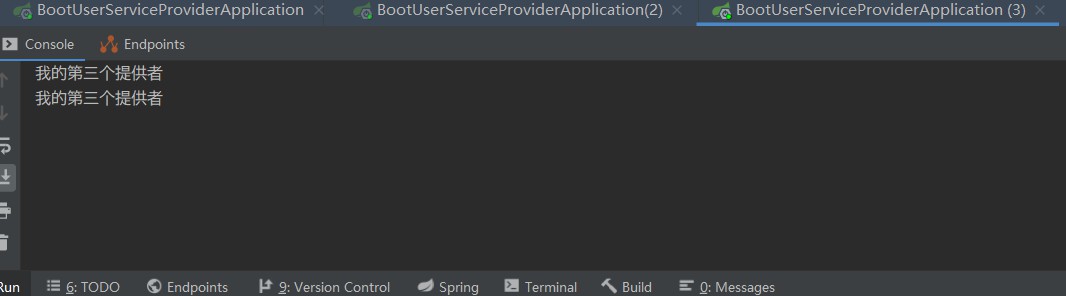 BootUserServiceProviderApplication BootUserServiceProviderApplication(2) BootUserServiceProviderApplication (3)
Console Endpoints
我的第三个提供者
我的第三个提供者
Run 6: TODO Endpoints 9: Version Control Spring Terminal Build 0: Messages